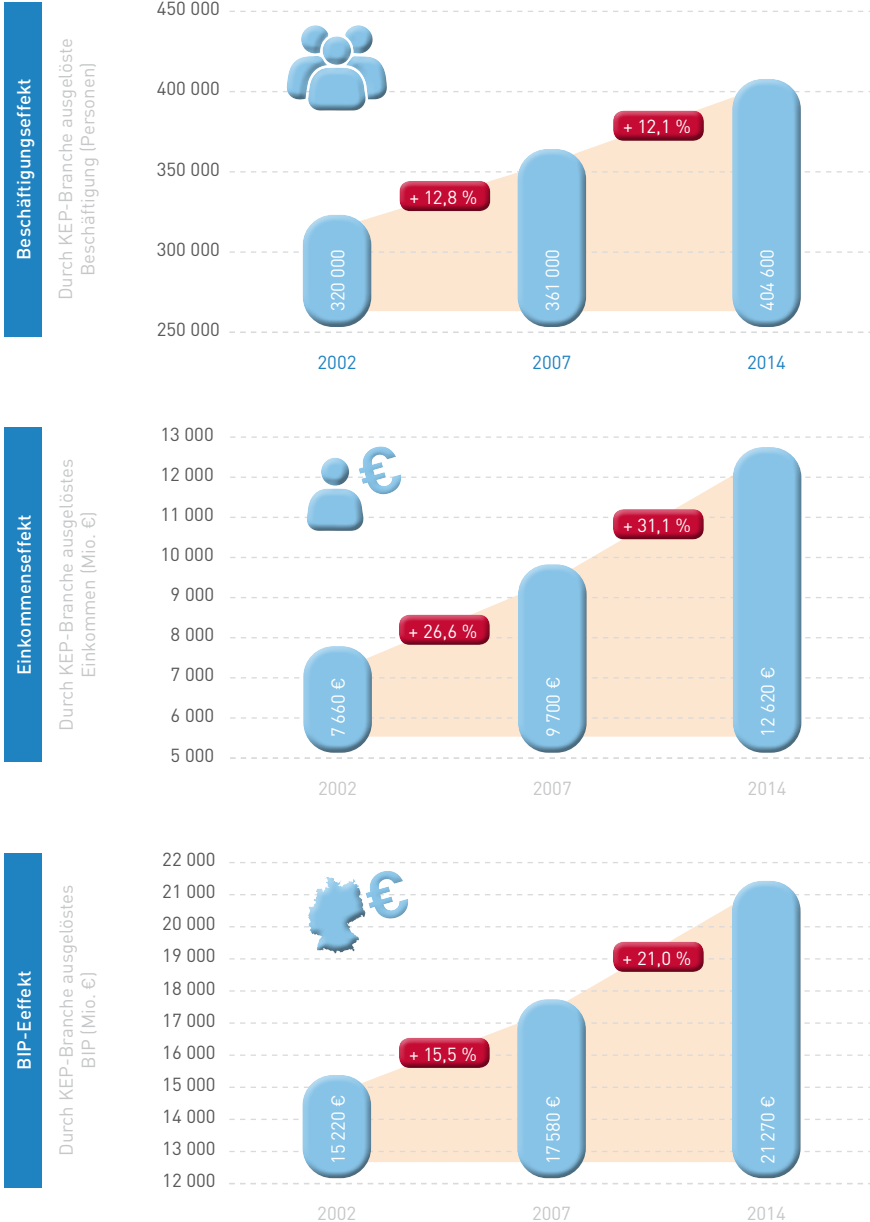 Beschäftigungseffekt
Durch KEP-Branche ausgelöste
Beschäftigung (Personen)
450 000
400 000
350 000
300 000
250 000
+ 12,8 %
+ 12,1 %
320 000
361 000
404 600
2002
2007
2014
Einkommenseffekt
Durch KEP-Branche ausgelöstes
Einkommen (Mio. €)
13 000
12 000
11 000
10 000
9 000
8 000
7 000
6 000
5 000
€
+ 26,6 %
+ 31,1 %
7 660 €
9 700 €
12 620 €
2002
2007
2014
BIP-Eeffekt
Durch KEP-Branche ausgelöstes
BIP (Mio. €)
22 000
21 000
20 000
19 000
18 000
17 000
16 000
15 000
14 000
13 000
12 000
€
+ 15,5 %
+ 21,0 %
15 220 €
17 580 €
21 270 €
2002
2007
2014